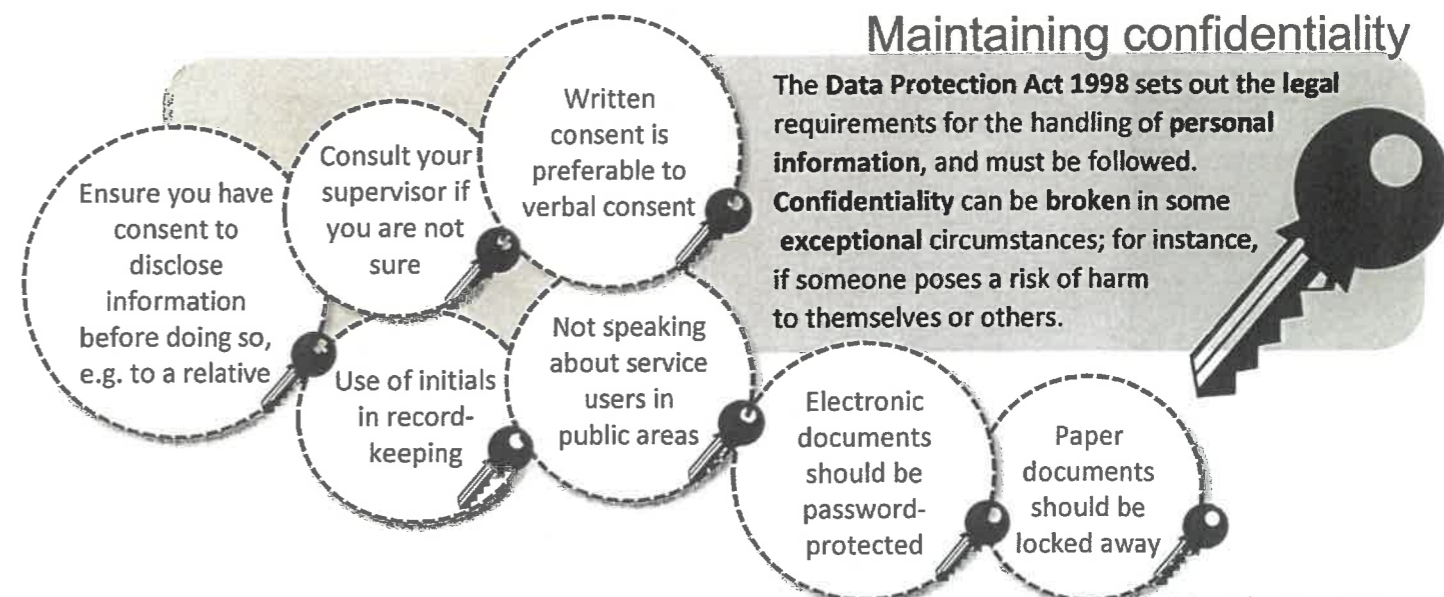 Maintaining confidentiality
The Data Protection Act 1998 sets out the legal
requirements for the handling of personal
information, and must be followed.
Confidentiality can be broken in some
exceptional circumstances; for instance,
if someone poses a risk of harm
to themselves or others.
Ensure you have
consent to
disclose
information
before doing so,
e.g. to a relative
Consult your
supervisor if
you are not
sure
Written
consent is
preferable to
verbal consent
Use of initials
in record-
keeping
Not speaking
about service
users in
public areas
Electronic
documents
should be
password-
protected
Paper
documents
should be
locked away